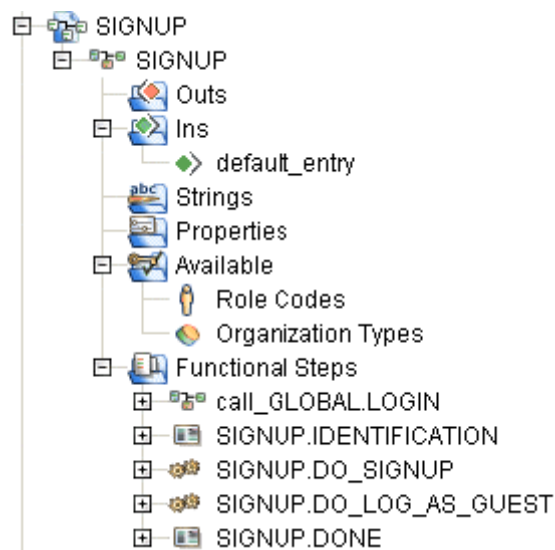 SIGNUP
SIGNUP
Outs
Ins
default_entry
abc Strings
Properties
Available
Role Codes
Organization Types
Functional Steps
call_GLOBAL.LOGIN
SIGNUP.IDENTIFICATION
SIGNUP.DO_SIGNUP
SIGNUP.DO_LOG_AS_GUEST
SIGNUP.DONE